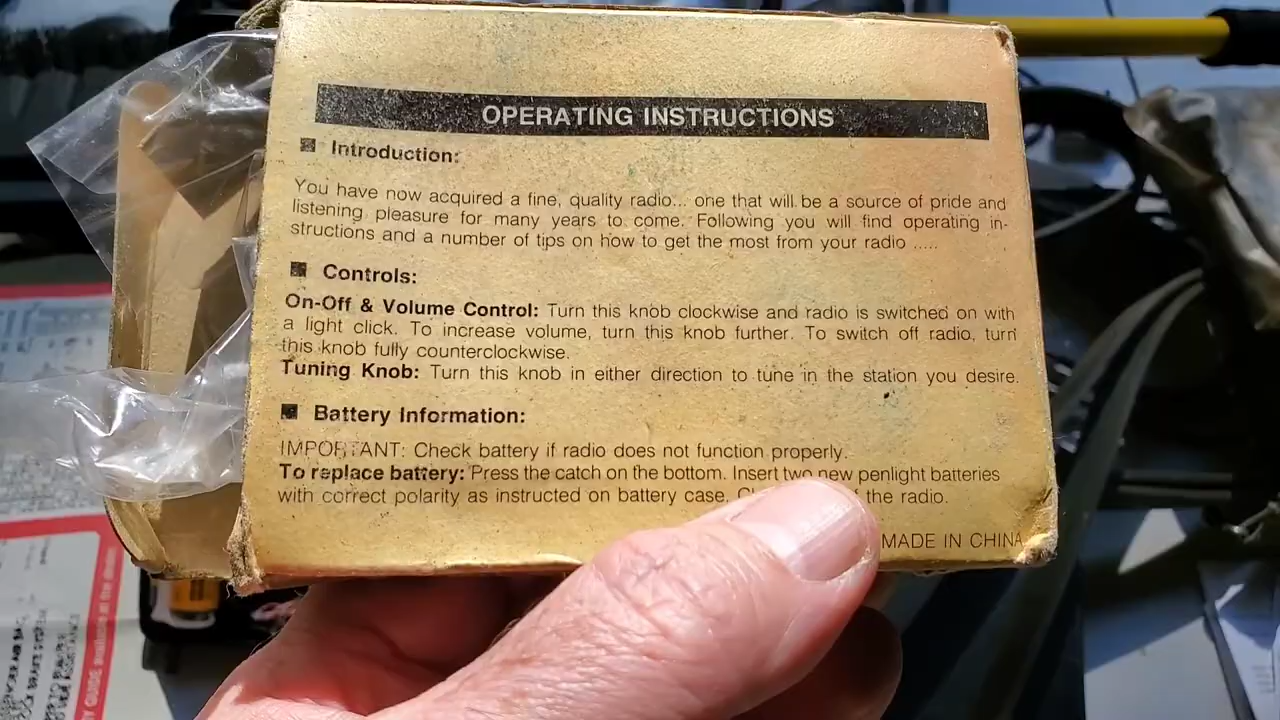 OPERATING INSTRUCTIONS
Introduction:
You have now acquired a fine, quality radio... one that will be a source of pride and
listening pleasure for many years to come. Following you will find operating in-
structions and a number of tips on how to get the most from your radio .....
Controls:
On-Off & Volume Control: Turn this knob clockwise and radio is switched on with
a light click. To increase volume, turn this knob further. To switch off radio, turn
this knob fully counterclockwise.
Tuning Knob: Turn this knob in either direction to tune in the station you desire.
Battery Information:
IMPORTANT: Check battery if radio does not function properly.
To replace battery: Press the catch on the bottom. Insert two new penlight batteries
with correct polarity as instructed on battery case. the radio.
MADE IN CHINA